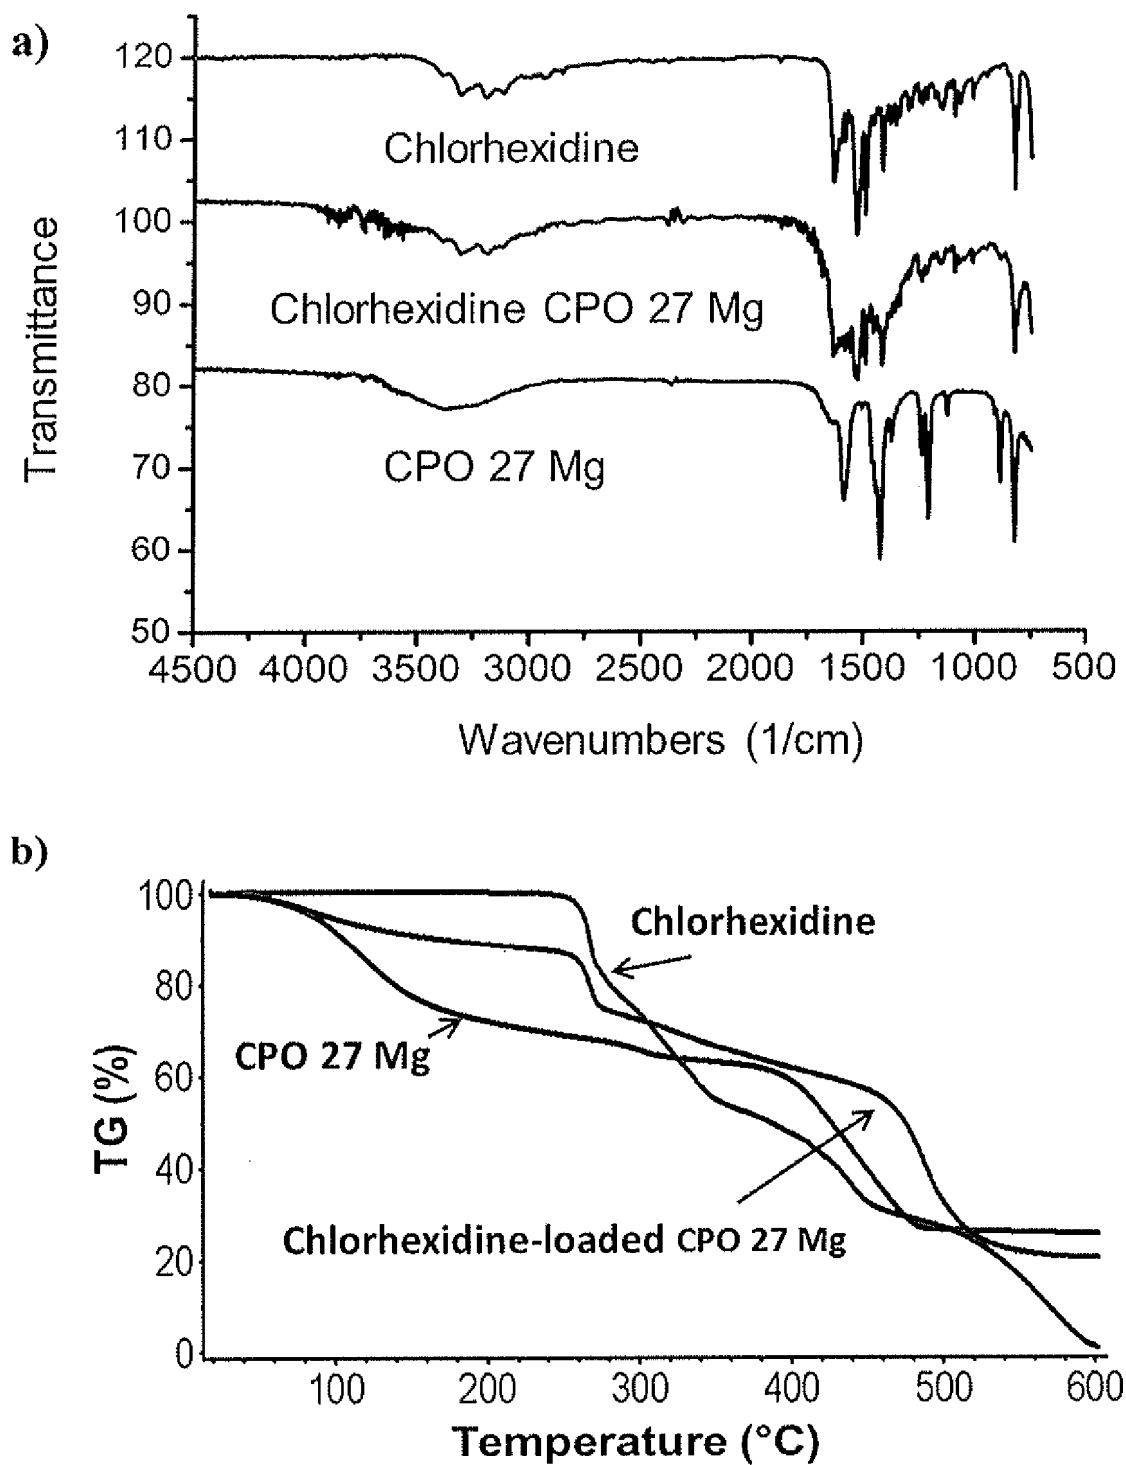 a)
120
110
100
90
80
70
60
50
Transmittance
Chlorhexidine
Chlorhexidine CPO 27 Mg
CPO 27 Mg
4500 4000 3500 3000 2500 2000 1500 1000 500
Wavenumbers (1/cm)
b)
100
80
60
40
20
0
TG (%)
Chlorhexidine
CPO 27 Mg
Chlorhexidine-loaded CPO 27 Mg
100 200 300 400 500 600
Temperature (°C)